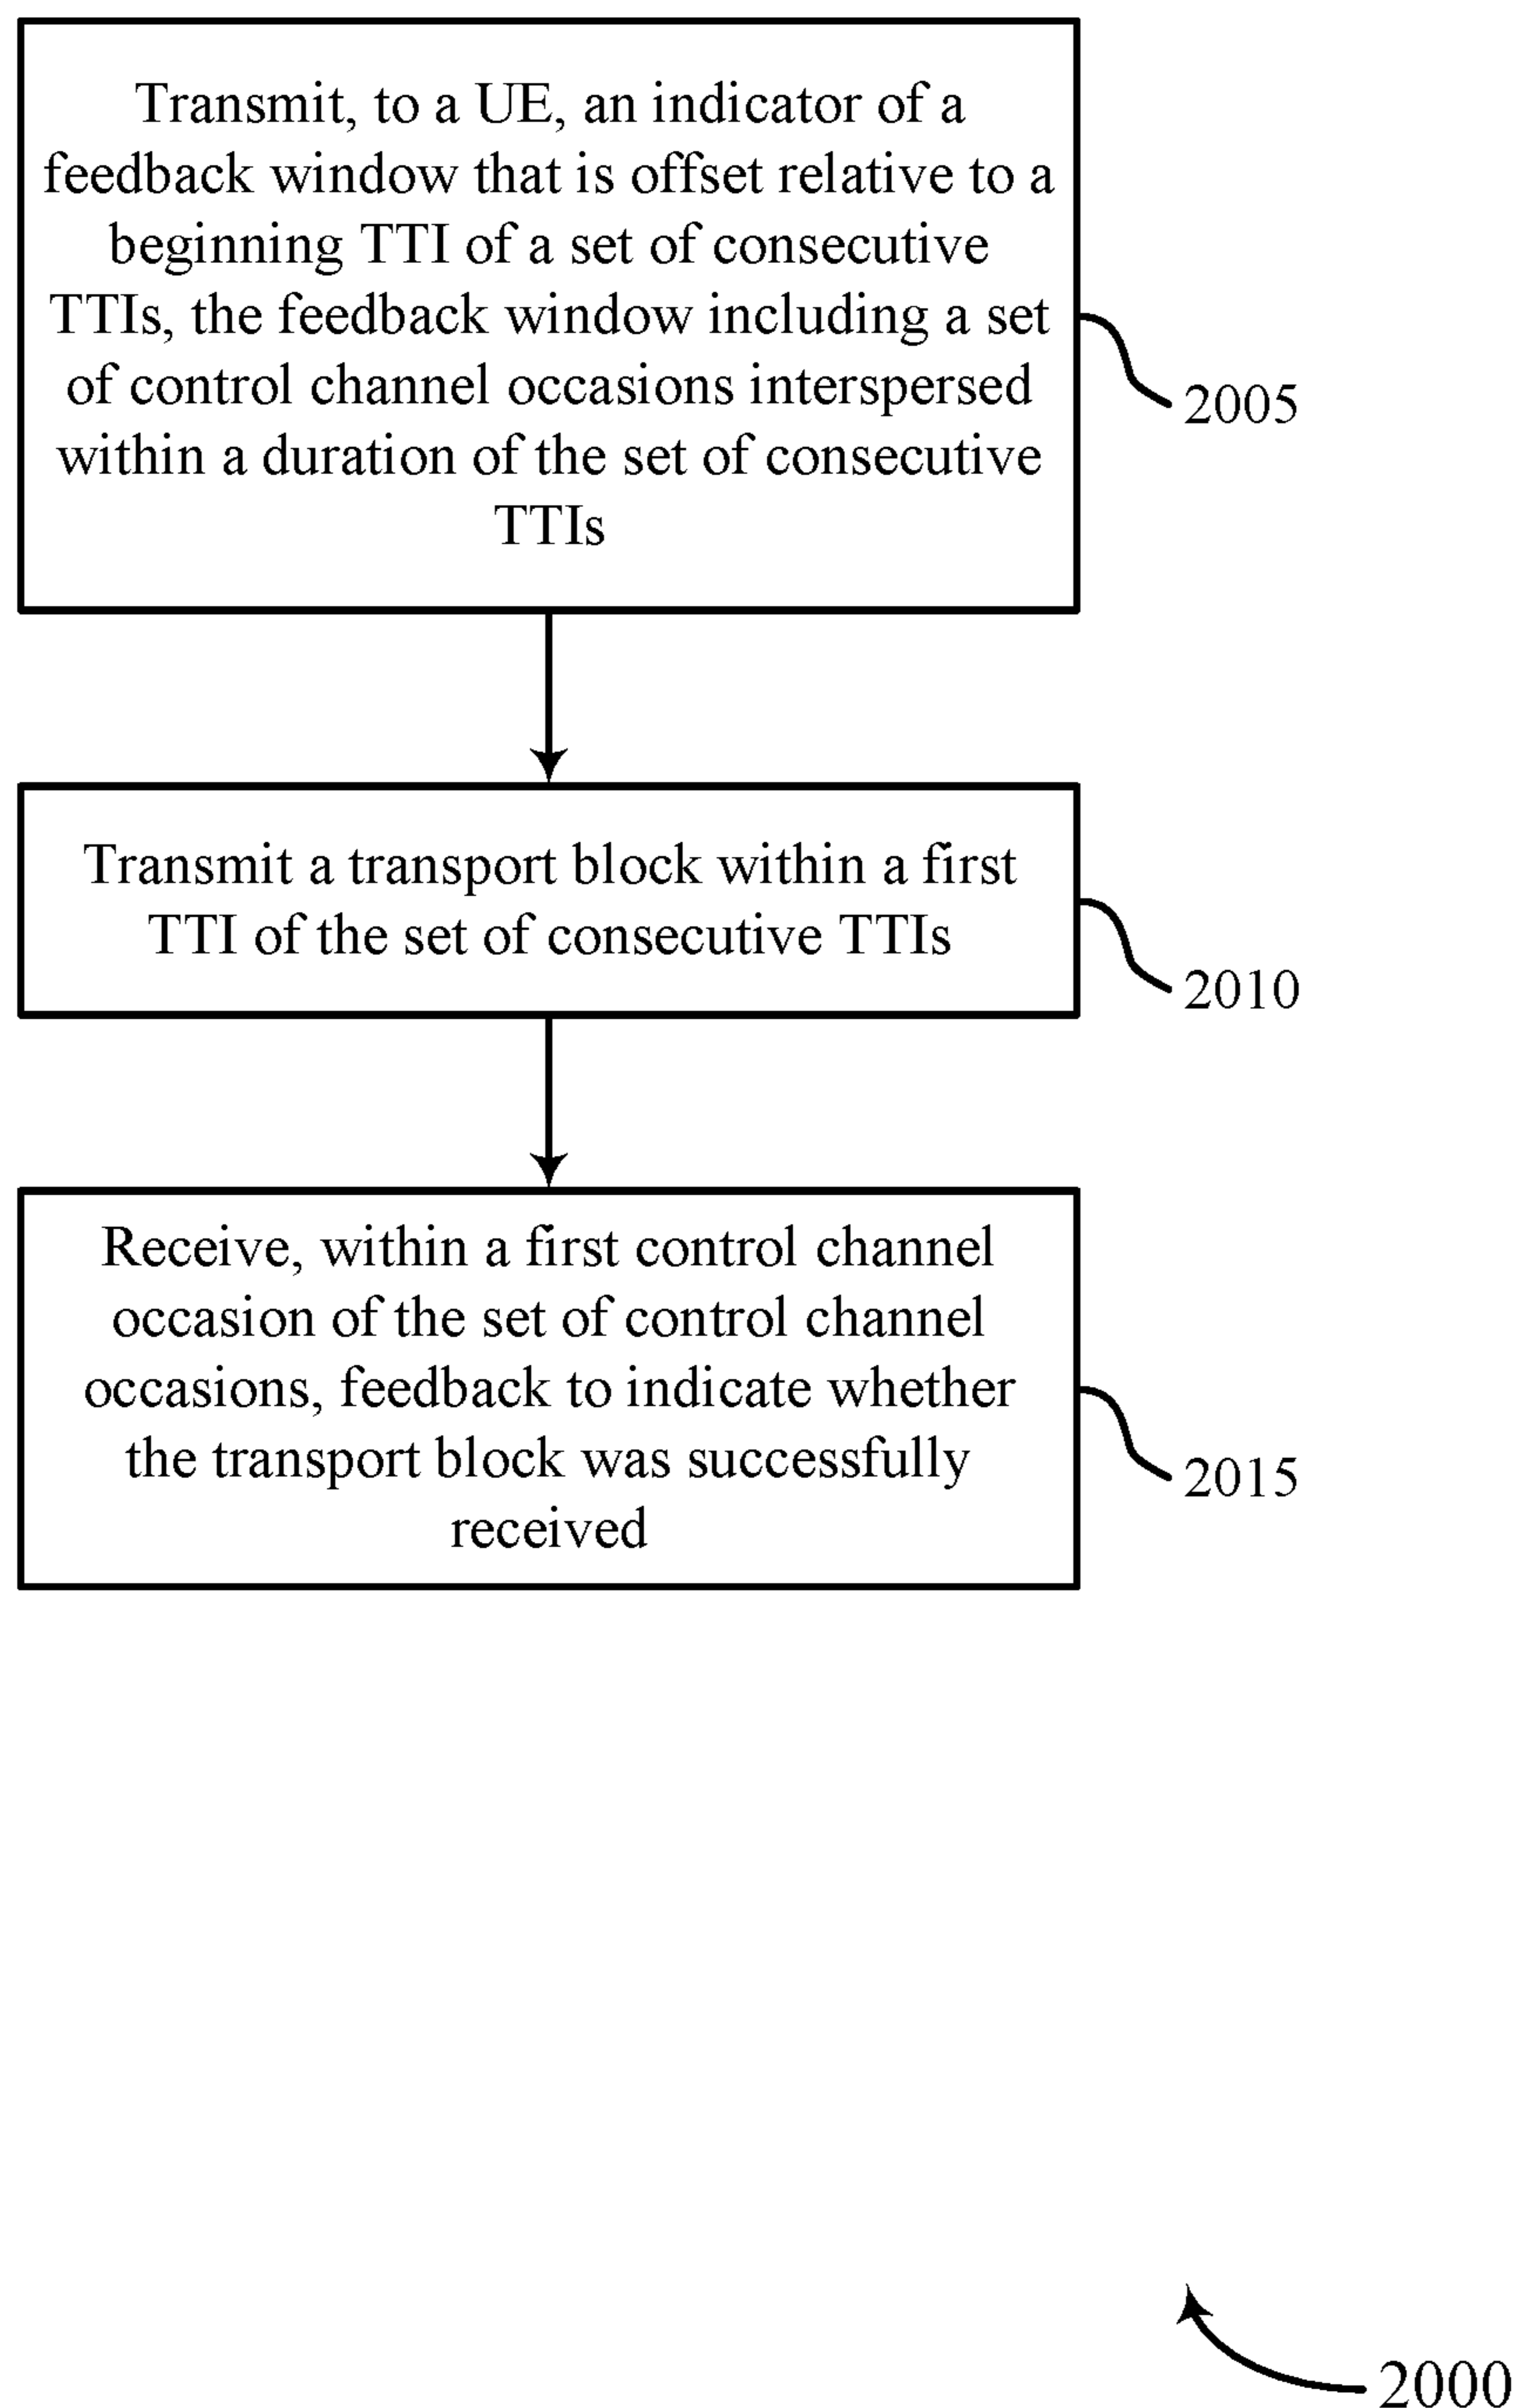 Transmit, to a UE, an indicator of a
feedback window that is offset relative to a
beginning TTI of a set of consecutive
TTIs, the feedback window including a set
of control channel occasions interspersed
within a duration of the set of consecutive
TTIs
2005
Transmit a transport block within a first
TTI of the set of consecutive TTIs
2010
Receive, within a first control channel
occasion of the set of control channel
occasions, feedback to indicate whether
the transport block was successfully
received
2015
2000